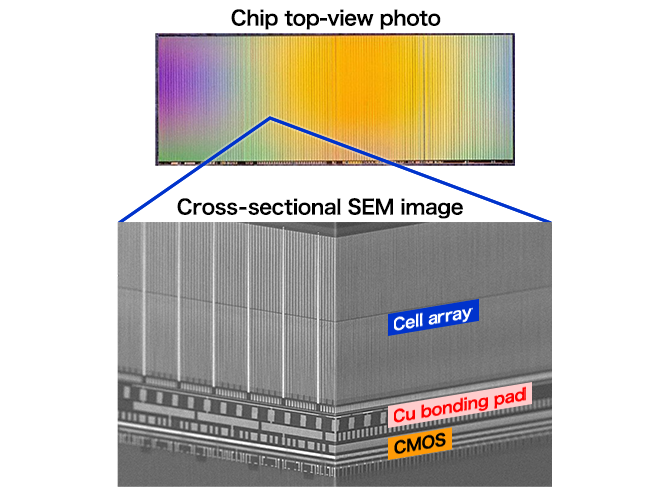 Chip top-view photo
Cross-sectional SEM image
Cell array
Cu bonding pad
CMOS